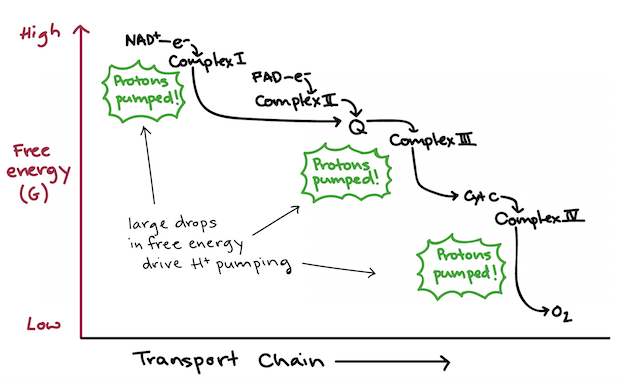 High
NAD⁺–e⁻
Complex I
Protons
pumped!
FAD–e⁻
Complex II
Q
Complex III
Free
energy
(G)
Protons
pumped!
Cyt C
Complex IV
large drops
in free energy
drive H⁺ pumping
Protons
pumped!
O₂
Low
Transport Chain